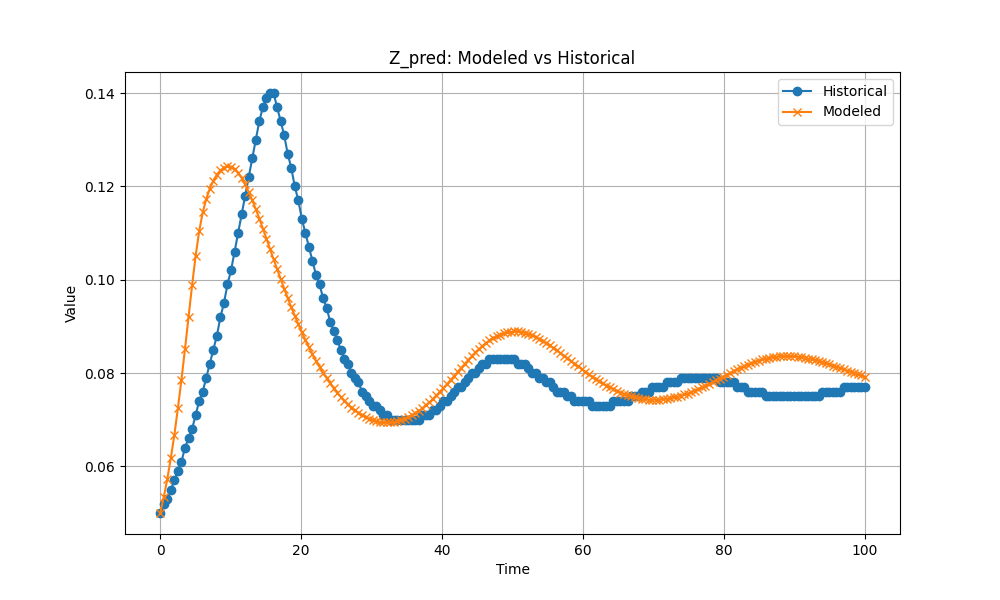 Z_pred: Modeled vs Historical
Historical
Modeled
0.14
0.12
0.10
0.08
0.06
Value
0
20
40
60
80
100
Time